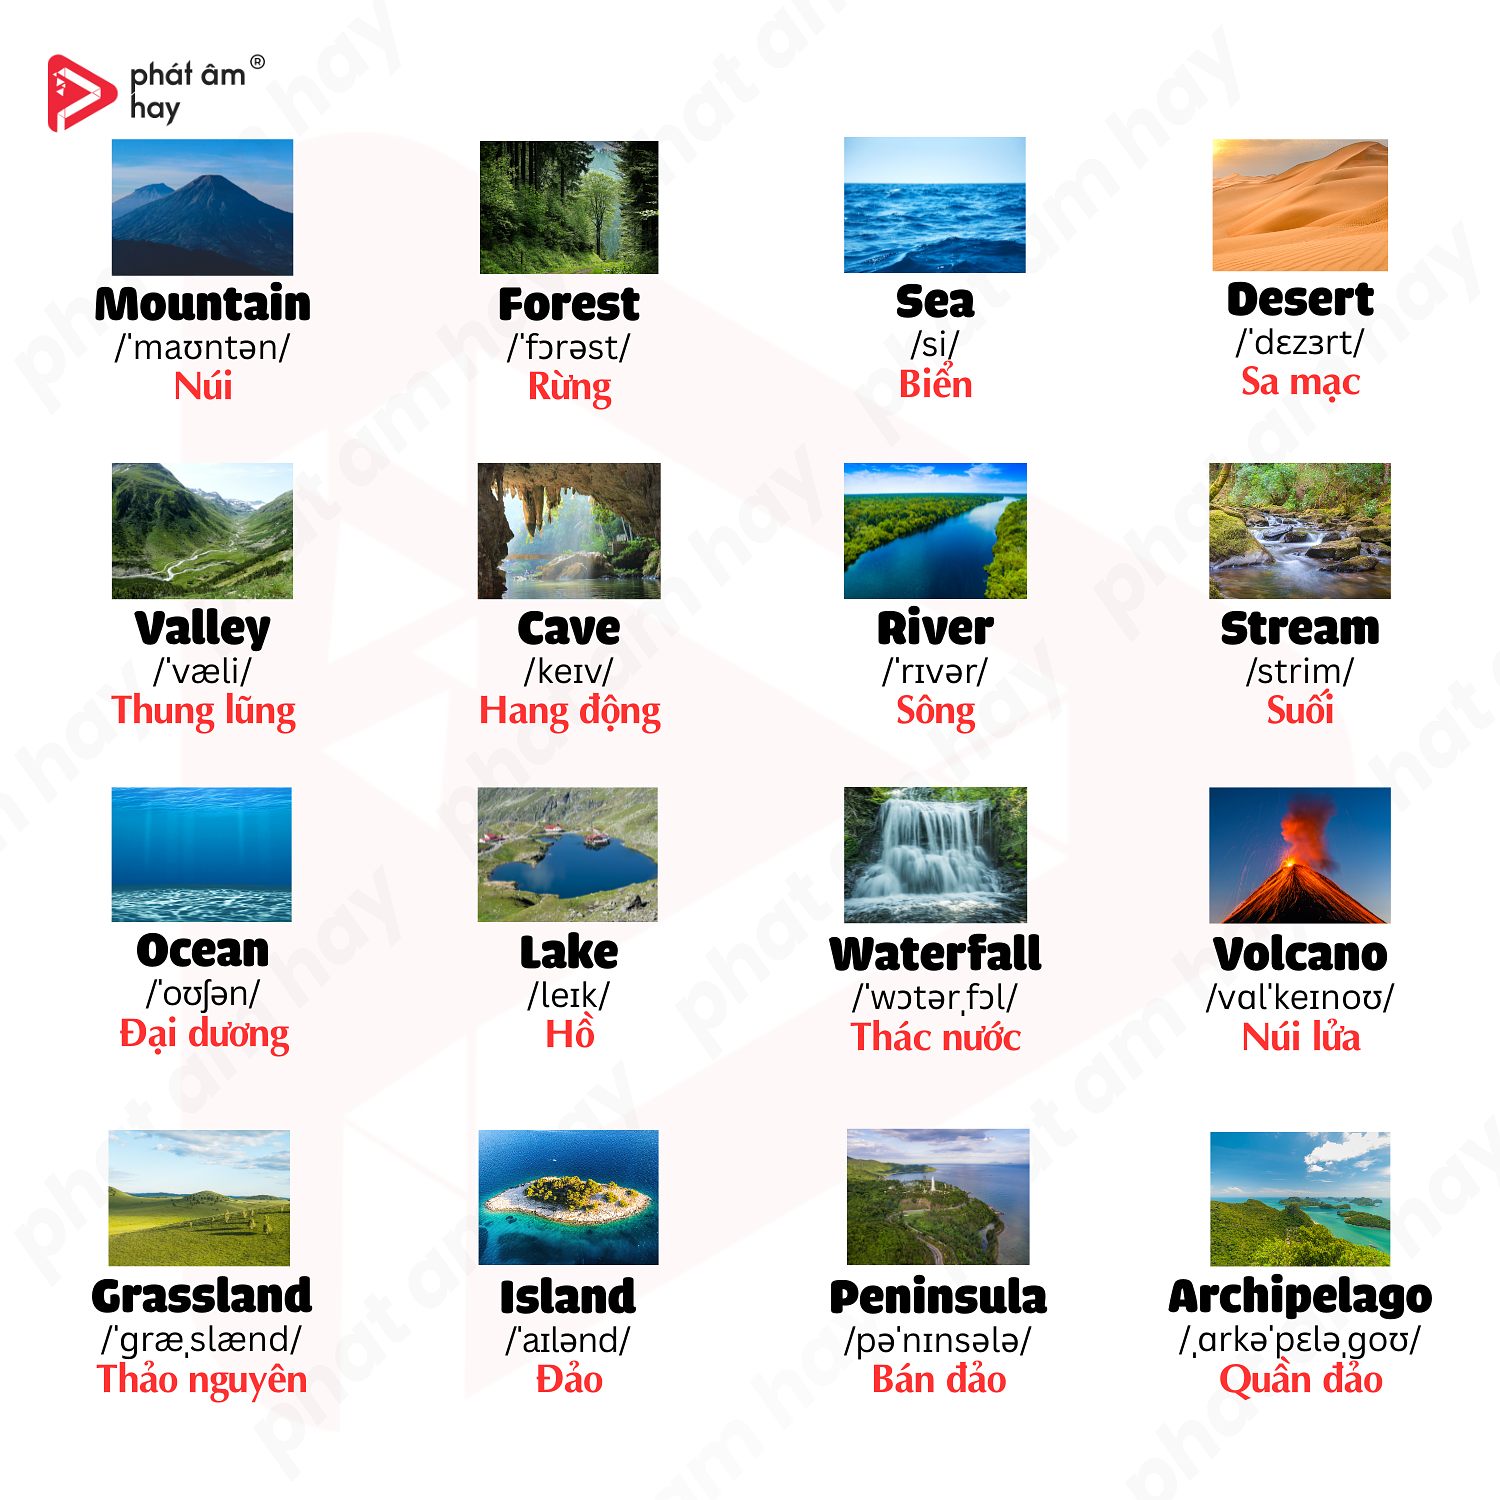 phát âm ®
hay
Mountain
/ˈmaʊntən/
Núi
Forest
/ˈfɔrəst/
Rừng
Sea
/si/
Biển
Desert
/ˈdɛzɜrt/
Sa mạc
Valley
/ˈvæli/
Thung lũng
Cave
/keɪv/
Hang động
River
/ˈrɪvər/
Sông
Stream
/strim/
Suối
Ocean
/ˈoʊʃən/
Đại dương
Lake
/leɪk/
Hồ
Waterfall
/ˈwɔtərˌfɔl/
Thác nước
Volcano
/vɑlˈkeɪnoʊ/
Núi lửa
Grassland
/ˈgræˌslænd/
Thảo nguyên
Island
/ˈaɪlənd/
Đảo
Peninsula
/pəˈnɪnsələ/
Bán đảo
Archipelago
/ˌɑrkəˈpɛləˌgoʊ/
Quần đảo